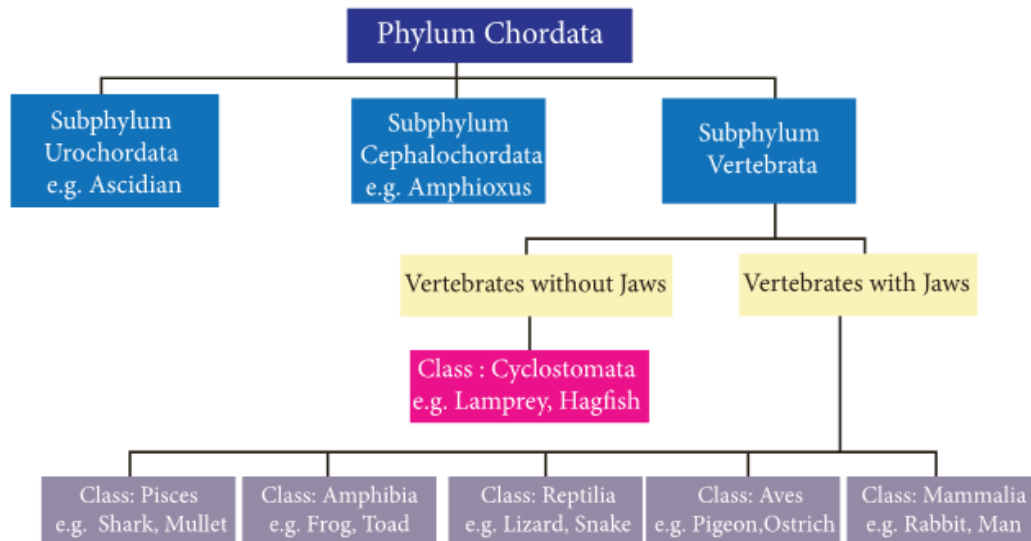 Phylum Chordata
Subphylum
Urochordata
e.g. Ascidian
Subphylum
Cephalochordata
e.g. Amphioxus
Subphylum
Vertebrata
Vertebrates without Jaws
Vertebrates with Jaws
Class : Cyclostomata
e.g. Lamprey, Hagfish
Class: Pisces
e.g. Shark, Mullet
Class: Amphibia
e.g. Frog, Toad
Class: Reptilia
e.g. Lizard, Snake
Class: Aves
e.g. Pigeon,Ostrich
Class: Mammalia
e.g. Rabbit, Man